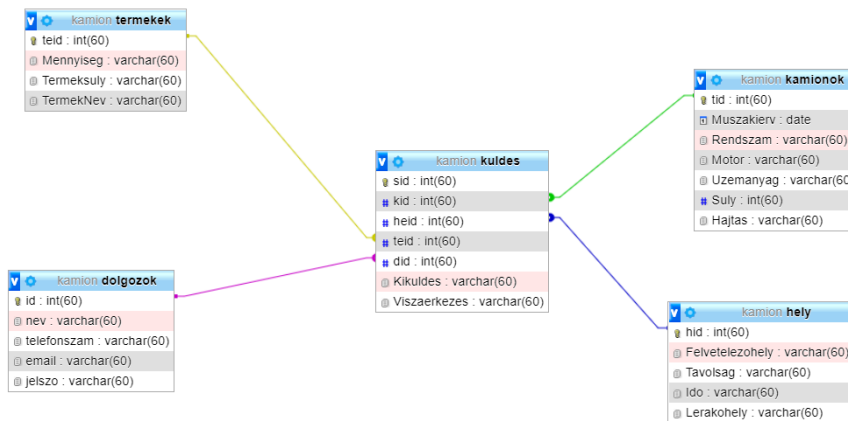 kamion termekek
teid : int(60)
Mennyiseg : varchar(60)
Termeksuly : varchar(60)
TermekNev : varchar(60)
kamion kamionok
tid : int(60)
Muszakierv : date
Rendszam : varchar(60)
Motor : varchar(60)
Uzemanyag : varchar(60
Suly : int(60)
Hajtas : varchar(60)
kamion kuldes
sid : int(60)
kid : int(60)
heid : int(60)
teid : int(60)
did : int(60)
Kikuldes : varchar(60)
Viszaerkezes : varchar(60)
kamion dolgozok
id : int(60)
nev : varchar(60)
telefonszam : varchar(60)
email : varchar(60)
jelszo : varchar(60)
kamion hely
hid : int(60)
Felvetelezohely : varchar(60)
Tavolsag : varchar(60)
Ido : varchar(60)
Lerakohely : varchar(60)